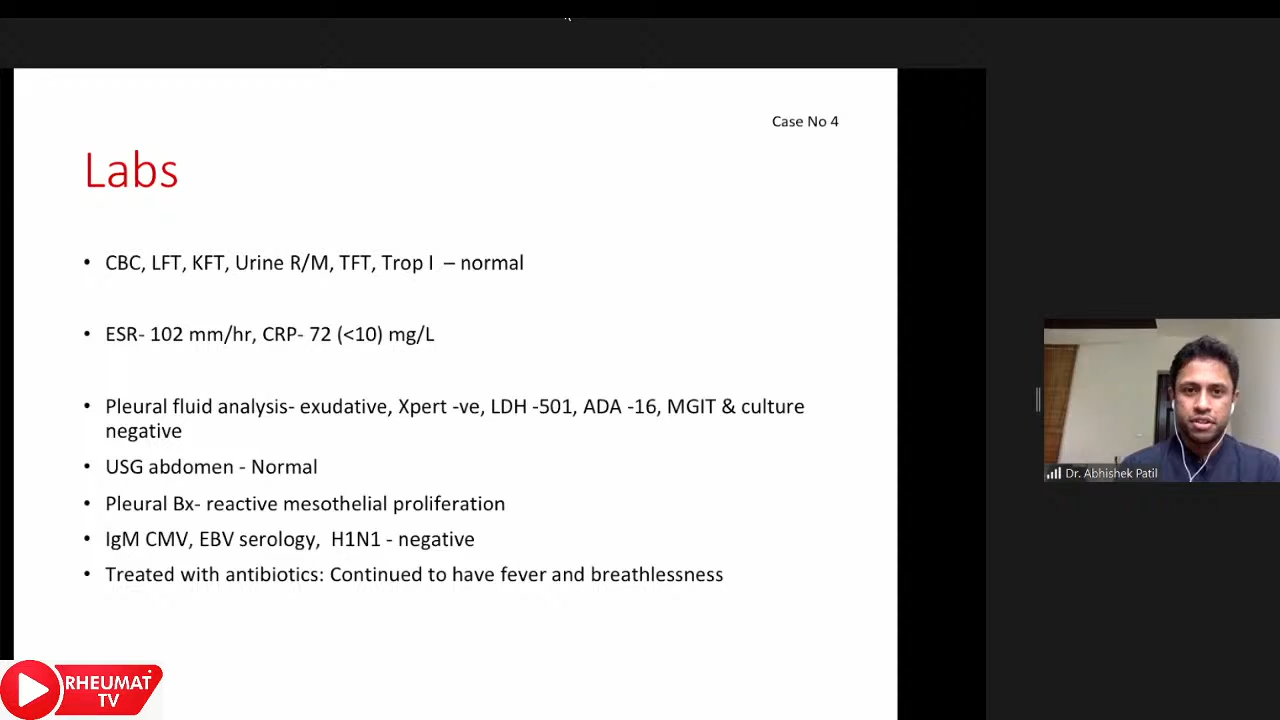 Case No 4
Labs
• CBC, LFT, KFT, Urine R/M, TFT, Trop I – normal
• ESR- 102 mm/hr, CRP- 72 (<10) mg/L
• Pleural fluid analysis- exudative, Xpert -ve, LDH -501, ADA -16, MGIT & culture
negative
• USG abdomen - Normal
• Pleural Bx- reactive mesothelial proliferation
• IgM CMV, EBV serology, H1N1 - negative
• Treated with antibiotics: Continued to have fever and breathlessness
Dr. Abhishek Patil
RHEUMAT
TV